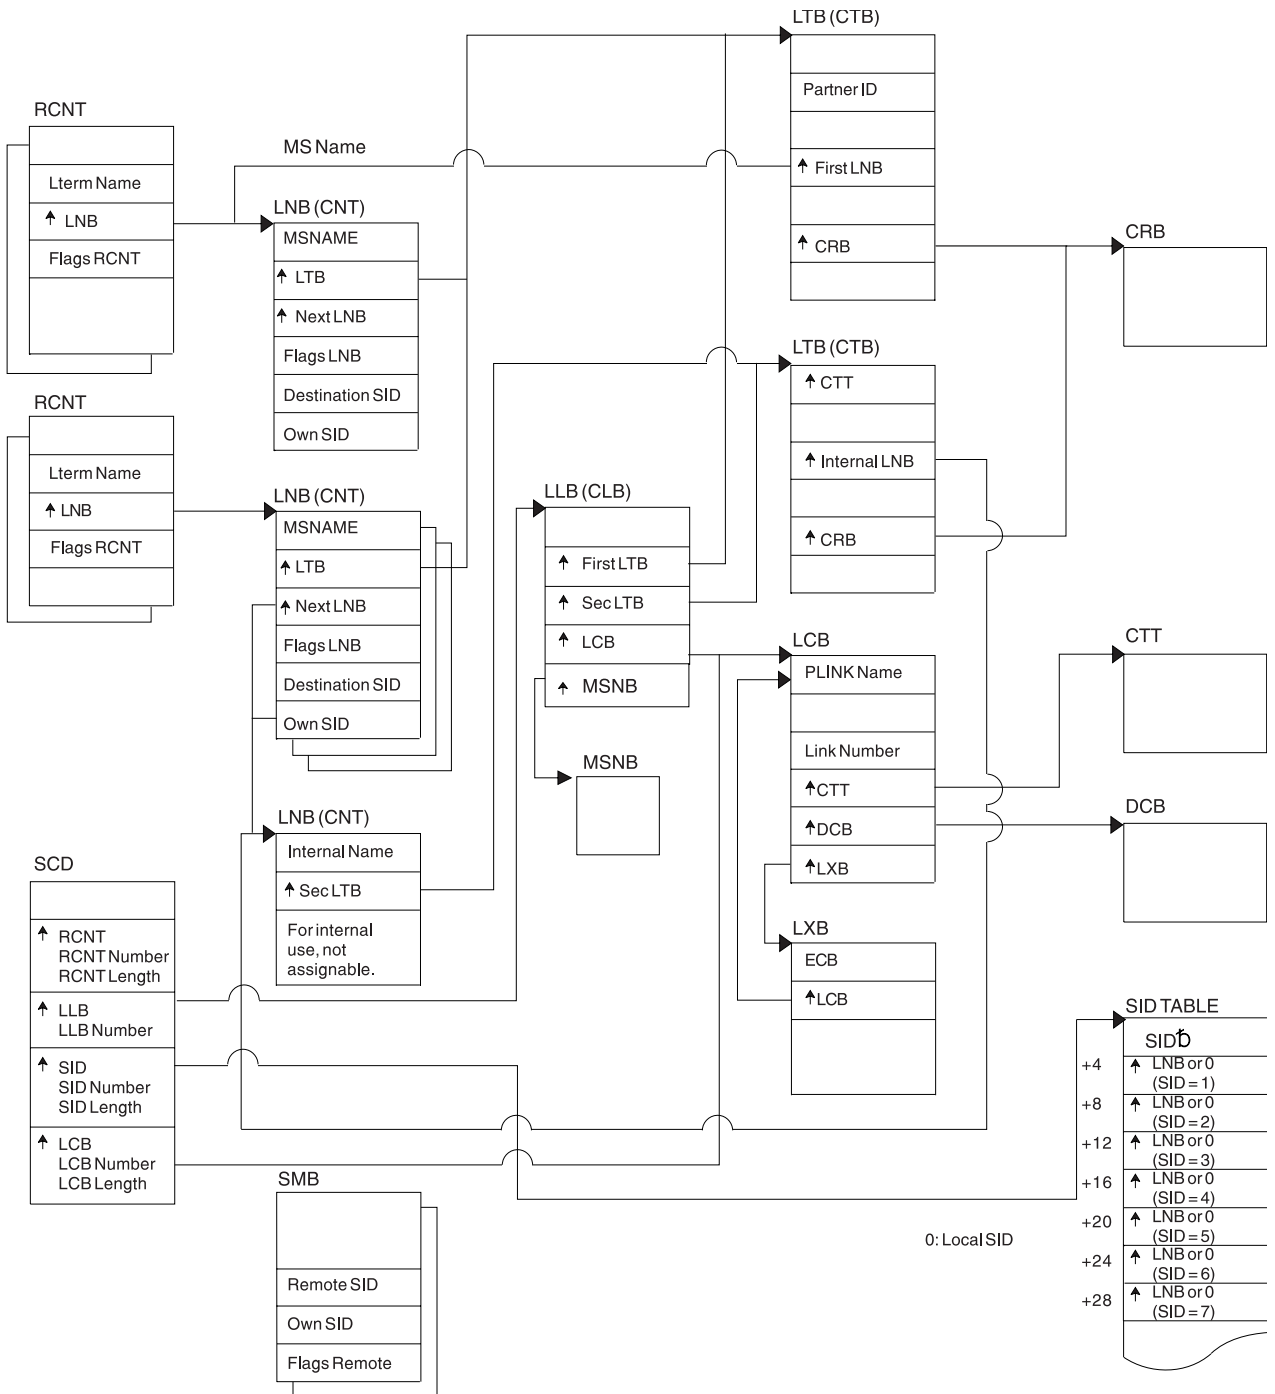 LTB (CTB)
Partner ID
First LNB
CRB
RCNT
Lterm Name
LNB
Flags RCNT
MS Name
LNB (CNT)
MSNAME
LTB
Next LNB
Flags LNB
Destination SID
Own SID
CRB
LTB (CTB)
CTT
Internal LNB
CRB
RCNT
Lterm Name
LNB
Flags RCNT
LNB (CNT)
MSNAME
LTB
Next LNB
Flags LNB
Destination SID
Own SID
LLB (CLB)
First LTB
Sec LTB
LCB
MSNB
MSNB
LCB
PLINK Name
Link Number
CTT
DCB
LXB
CTT
DCB
LNB (CNT)
Internal Name
Sec LTB
For internal
use, not
assignable.
LXB
ECB
LCB
SCD
RCNT
RCNT Number
RCNT Length
LLB
LLB Number
SID
SID Number
SID Length
LCB
LCB Number
LCB Length
SMB
Remote SID
Own SID
Flags Remote
0: Local SID
SID TABLE
SID
+4 LNB or 0
(SID = 1)
+8 LNB or 0
(SID = 2)
+12 LNB or 0
(SID = 3)
+16 LNB or 0
(SID = 4)
+20 LNB or 0
(SID = 5)
+24 LNB or 0
(SID = 6)
+28 LNB or 0
(SID = 7)